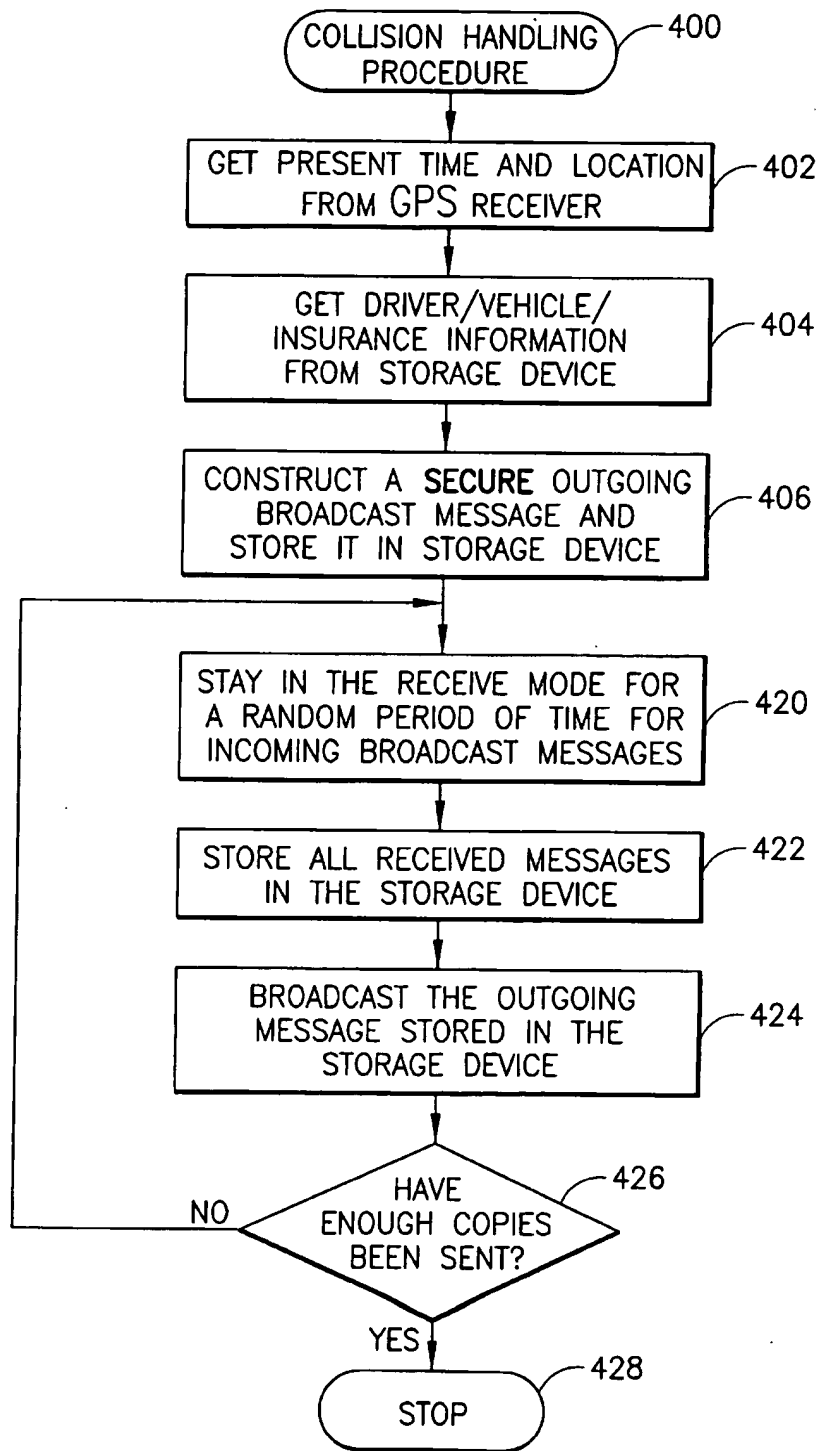 COLLISION HANDLING
PROCEDURE
400
GET PRESENT TIME AND LOCATION
FROM GPS RECEIVER
402
GET DRIVER/VEHICLE/
INSURANCE INFORMATION
FROM STORAGE DEVICE
404
CONSTRUCT A SECURE OUTGOING
BROADCAST MESSAGE AND
STORE IT IN STORAGE DEVICE
406
STAY IN THE RECEIVE MODE FOR
A RANDOM PERIOD OF TIME FOR
INCOMING BROADCAST MESSAGES
420
STORE ALL RECEIVED MESSAGES
IN THE STORAGE DEVICE
422
BROADCAST THE OUTGOING
MESSAGE STORED IN THE
STORAGE DEVICE
424
HAVE
ENOUGH COPIES
BEEN SENT?
426
NO
YES
STOP
428